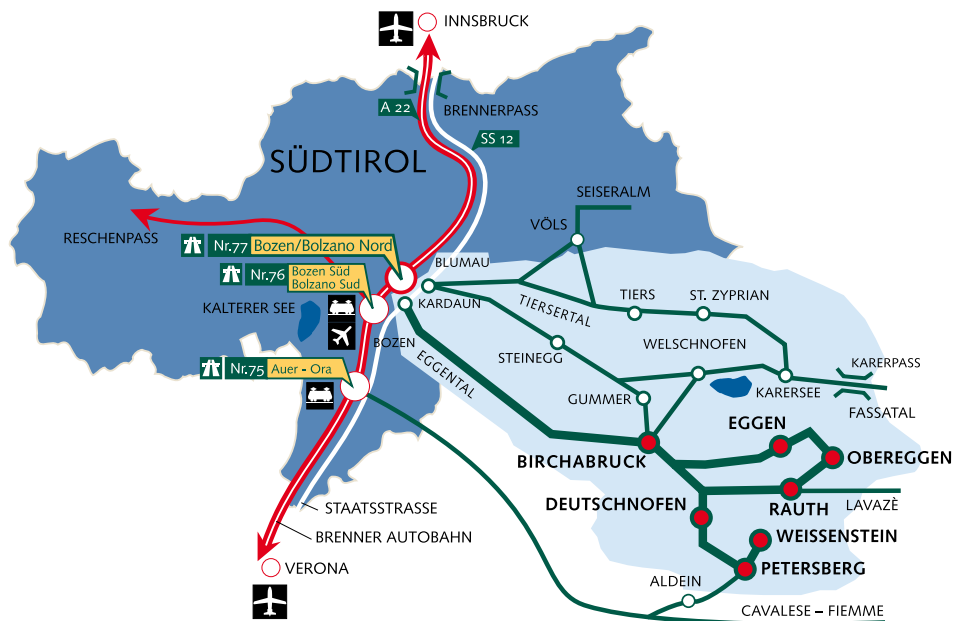 INNSBRUCK
A 22
BRENNERPASS
SS 12
SÜDTIROL
SEISERALM
VÖLS
RESCHENPASS
Nr.77 Bozen/Bolzano Nord
BLUMAU
Nr.76 Bozen Süd
Bolzano Sud
KARDAUN
TIERSERTAL
TIERS
ST. ZYPRIAN
KALTERER SEE
BOZEN
STEINEGG
WELSCHNOFEN
EGGENTAL
KARERPASS
Nr.75 Auer - Ora
GUMMER
KARERSEE
FASSATAL
EGGEN
BIRCHABRUCK
OBEREGGEN
DEUTSCHNOFEN
RAUTH
LAVAZÈ
STAATSSTRASSE
WEISSENSTEIN
BRENNER AUTOBAHN
PETERSBERG
VERONA
ALDEIN
CAVALESE – FIEMME